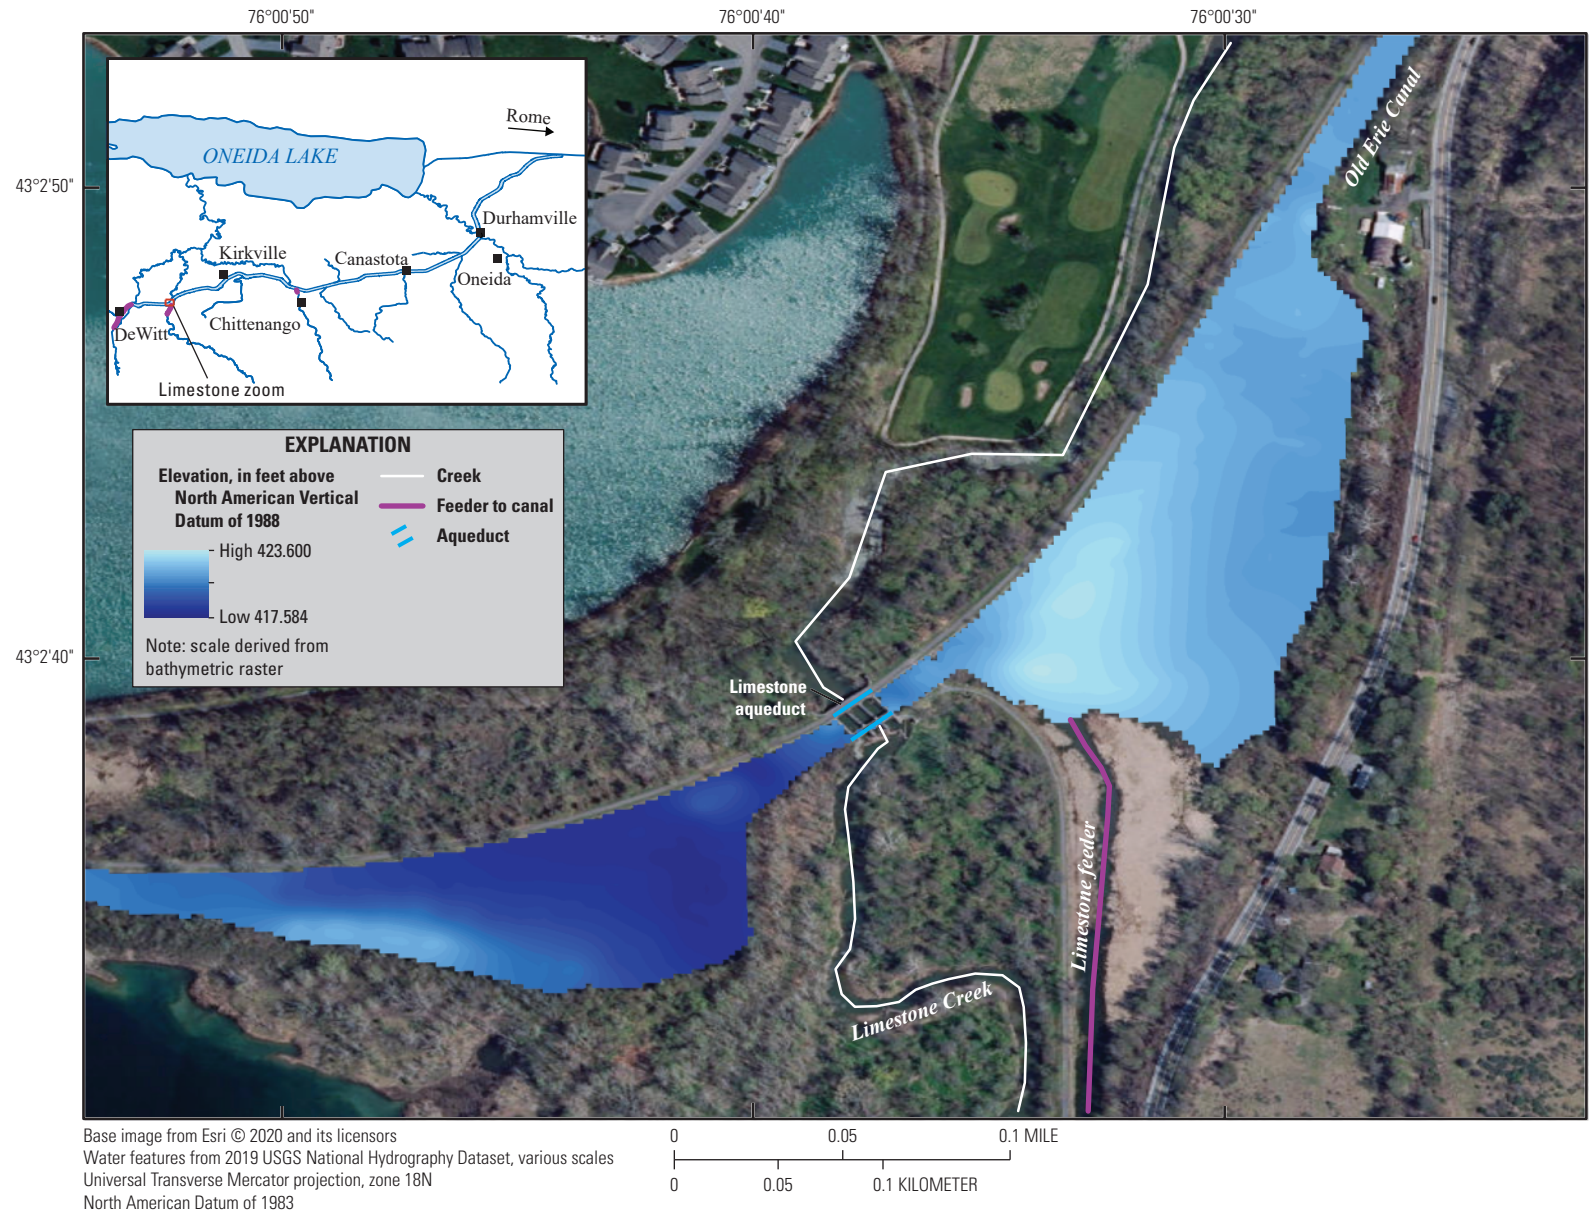 76°00'50"
76°00'40"
76°00'30"
43°2'50"
43°2'40"
Rome
ONEIDA LAKE
Durhamville
Kirkville
Canastota
Oneida
Chittenango
DeWitt
Limestone zoom
EXPLANATION
Elevation, in feet above
North American Vertical
Datum of 1988
High 423.600
Low 417.584
Note: scale derived from
bathymetric raster
Creek
Feeder to canal
Aqueduct
Old Erie Canal
Limestone
aqueduct
Limestone feeder
Limestone Creek
Base image from Esri © 2020 and its licensors
Water features from 2019 USGS National Hydrography Dataset, various scales
Universal Transverse Mercator projection, zone 18N
North American Datum of 1983
0 0.05 0.1 MILE
0 0.05 0.1 KILOMETER